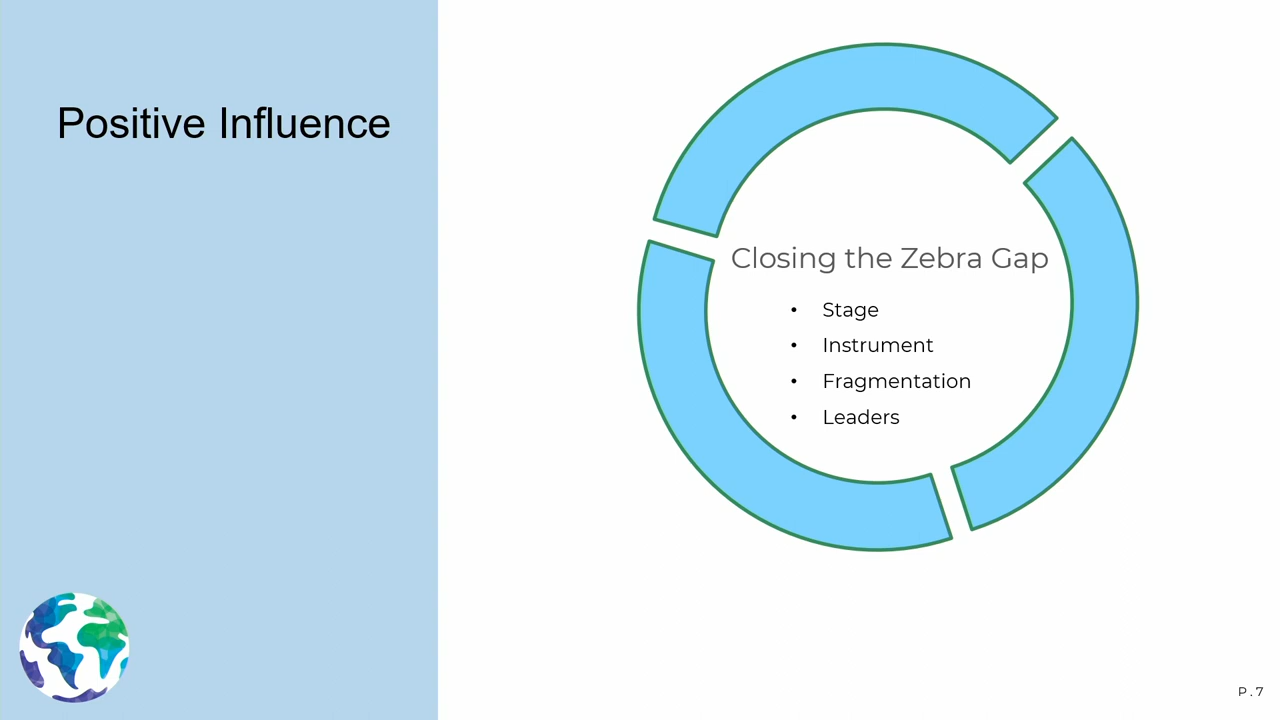 Positive Influence
Closing the Zebra Gap
• Stage
• Instrument
• Fragmentation
• Leaders
P.7